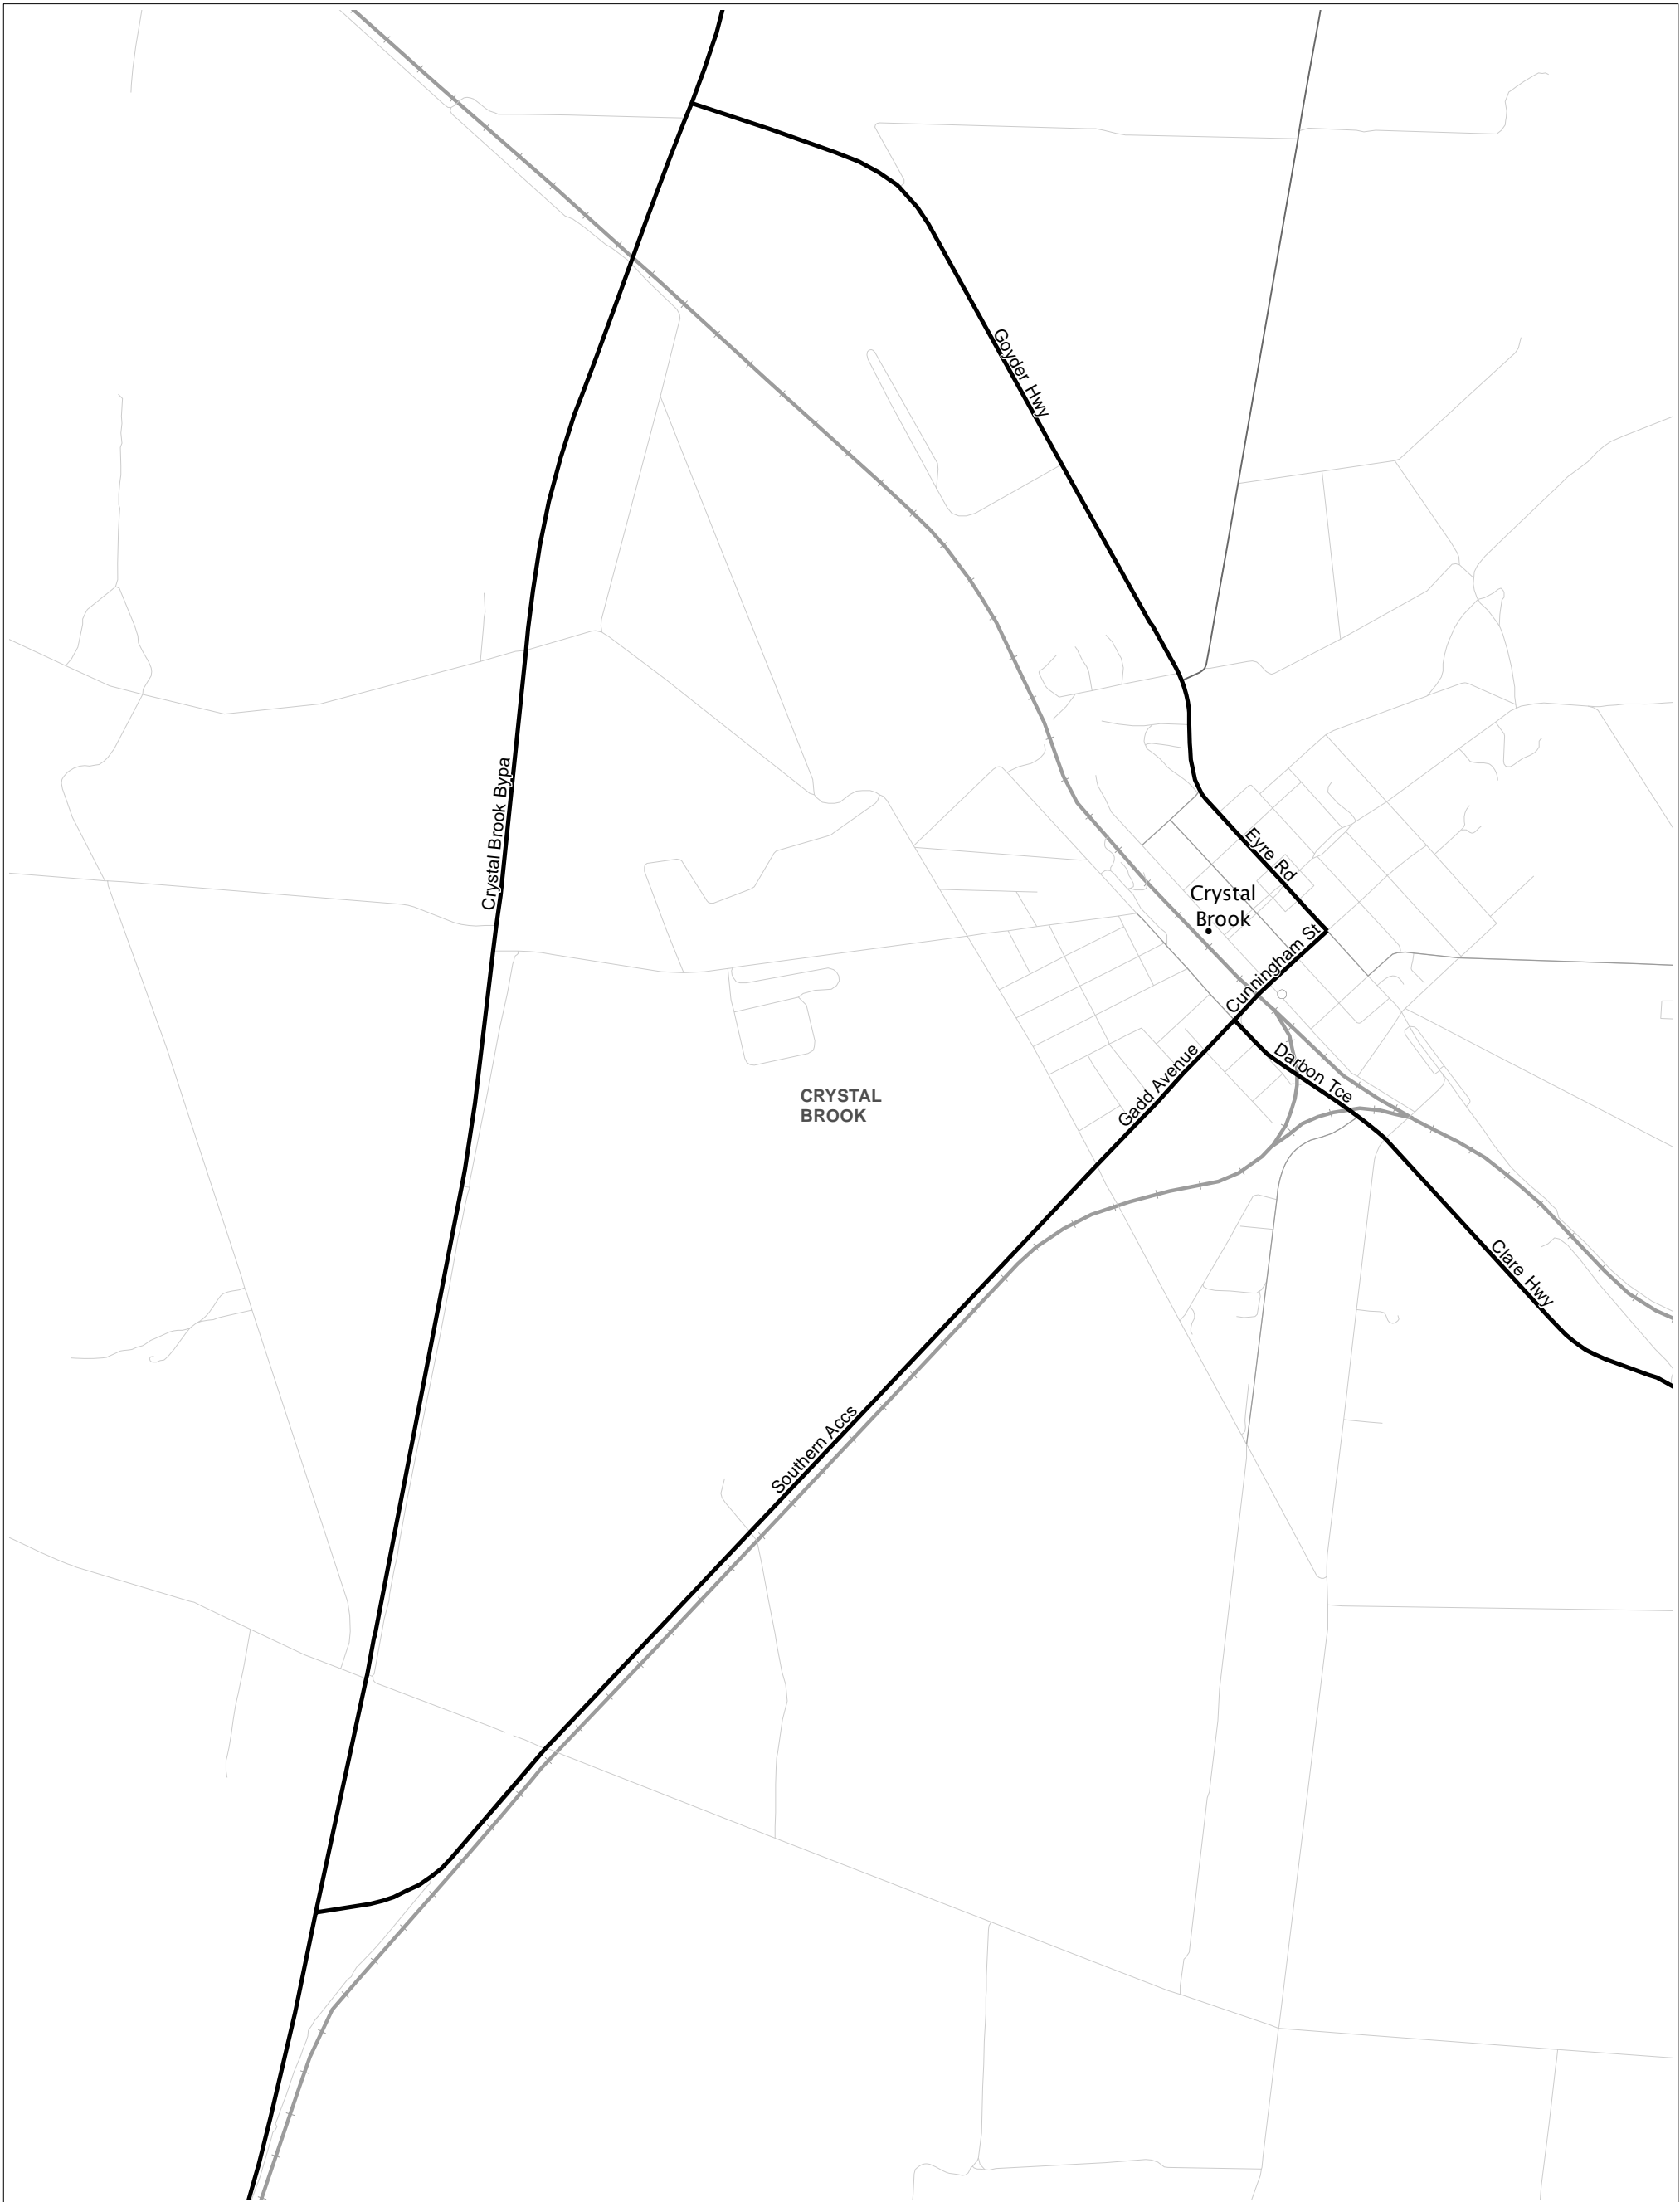 Goyder Hwy
Crystal Brook Bypa
Eyre Rd
Crystal
Brook
Cunningham St
Gadd Avenue
Darbon Tce
CRYSTAL
BROOK
Clare Hwy
Southern Accs